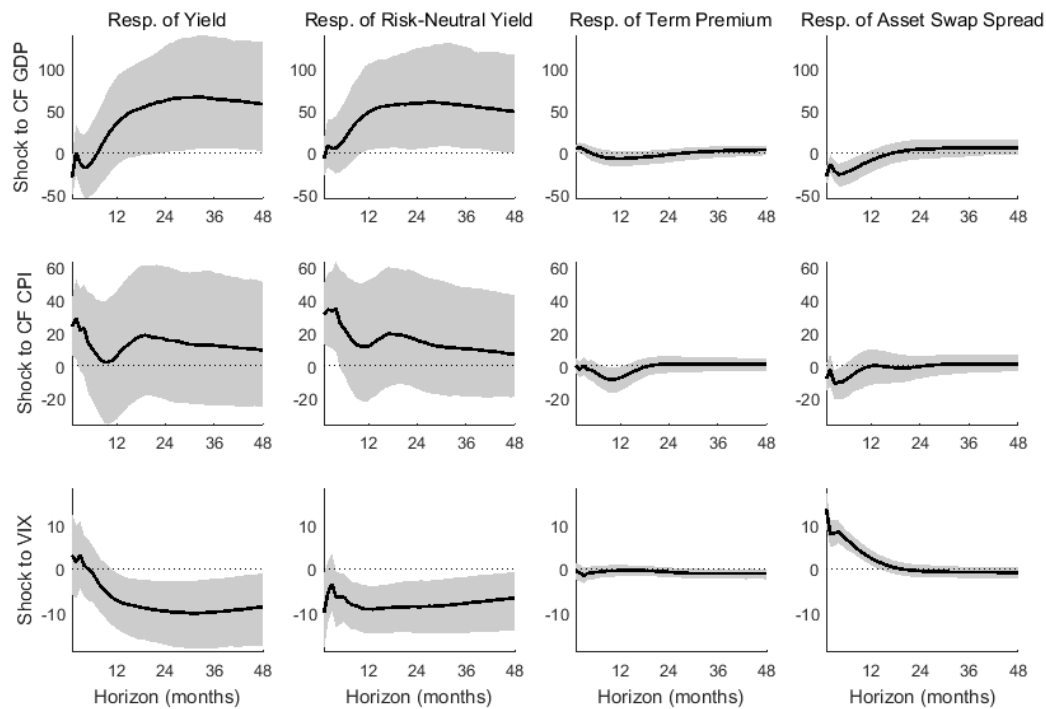 Resp. of Yield
Resp. of Risk-Neutral Yield
Resp. of Term Premium
Resp. of Asset Swap Spread
Shock to CF GDP
100
50
0
-50
12 24 36 48
100
50
0
-50
12 24 36 48
100
50
0
-50
12 24 36 48
100
50
0
-50
12 24 36 48
Shock to CF CPI
60
40
20
0
-20
12 24 36 48
60
40
20
0
-20
12 24 36 48
60
40
20
0
-20
12 24 36 48
60
40
20
0
-20
12 24 36 48
Shock to VIX
10
0
-10
12 24 36 48
Horizon (months)
10
0
-10
12 24 36 48
Horizon (months)
10
0
-10
12 24 36 48
Horizon (months)
10
0
-10
12 24 36 48
Horizon (months)